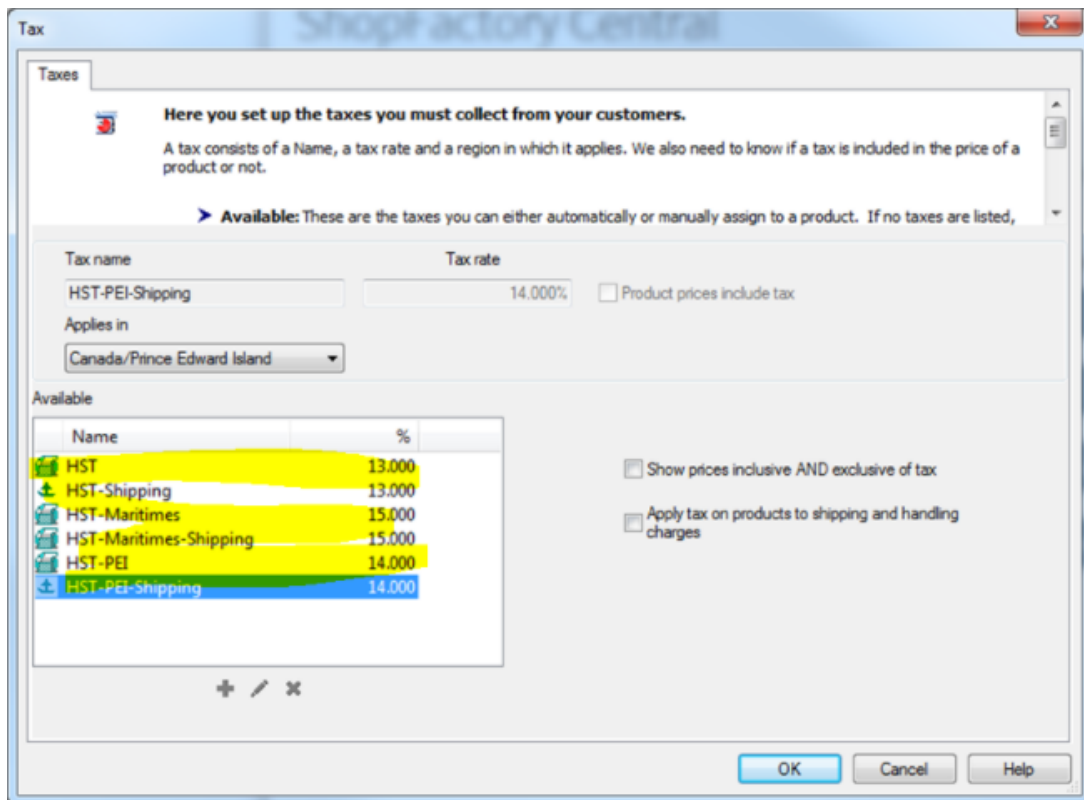 ShopFactory Central
Tax
Taxes
Here you set up the taxes you must collect from your customers.
A tax consists of a Name, a tax rate and a region in which it applies. We also need to know if a tax is included in the price of a
product or not.
Available: These are the taxes you can either automatically or manually assign to a product. If no taxes are listed,
Tax name Tax rate
HST-PEI-Shipping 14.000% Product prices include tax
Applies in
Canada/Prince Edward Island
Available
Name %
HST 13.000
HST-Shipping 13.000
HST-Maritimes 15.000
HST-Maritimes-Shipping 15.000
HST-PEI 14.000
HST-PEI-Shipping 14.000
Show prices inclusive AND exclusive of tax
Apply tax on products to shipping and handling
charges
OK Cancel Help